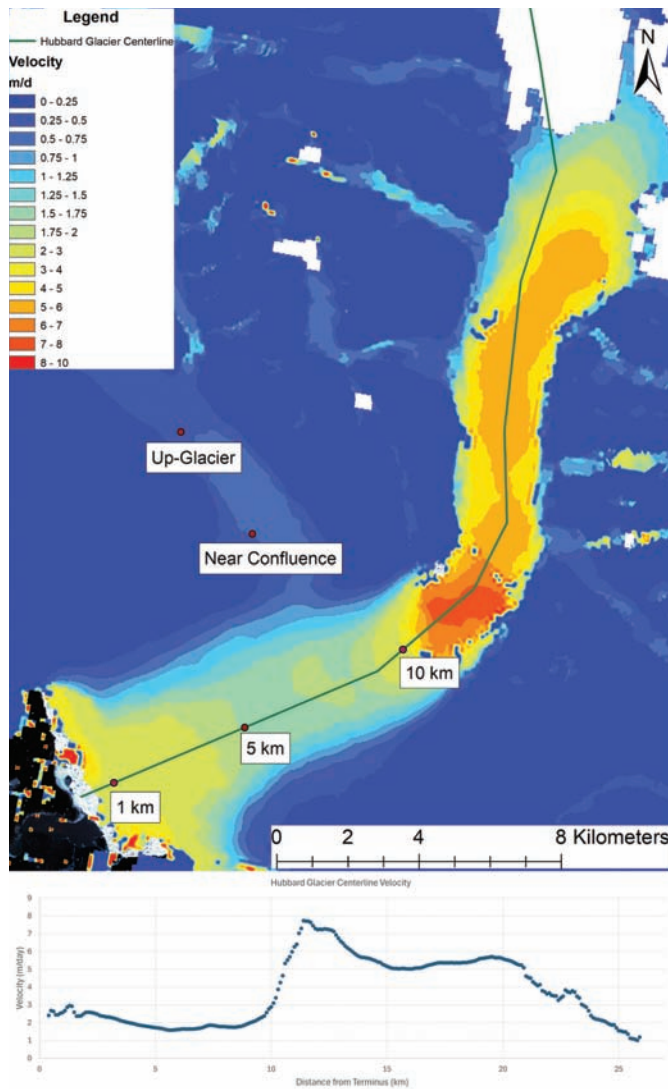 Legend
Hubbard Glacier Centerline
Velocity
m/d
0 - 0.25
0.25 - 0.5
0.5 - 0.75
0.75 - 1
1 - 1.25
1.25 - 1.5
1.5 - 1.75
1.75 - 2
2 - 3
3 - 4
4 - 5
5 - 6
6 - 7
7 - 8
8 - 10
N
Up-Glacier
Near Confluence
10 km
5 km
1 km
0 2 4 8 Kilometers
Hubbard Glacier Centerline Velocity
Velocity (m/day)
9
8
7
6
5
4
3
2
1
0
0 5 10 15 20 25
Distance from Terminus (km)